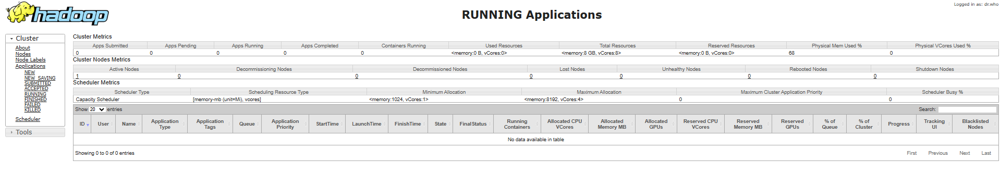 Logged in as: dr.who
hadoop
RUNNING Applications
Cluster
About
Nodes
Node Labels
Applications
NEW
NEW_SAVING
SUBMITTED
ACCEPTED
RUNNING
FINISHED
FAILED
KILLED
Scheduler
Tools
Cluster Metrics
Apps Submitted Apps Pending Apps Running Apps Completed Containers Running Used Resources Total Resources Reserved Resources Physical Mem Used % Physical VCores Used %
0 0 0 0 0 <memory:0 B, vCores:0> <memory:8 GB, vCores:8> <memory:0 B, vCores:0> 68 0
Cluster Nodes Metrics
Active Nodes Decommissioning Nodes Decommissioned Nodes Lost Nodes Unhealthy Nodes Rebooted Nodes Shutdown Nodes
1 0 0 0 0 0 0
Scheduler Metrics
Scheduler Type Scheduling Resource Type Minimum Allocation Maximum Allocation Maximum Cluster Application Priority Scheduler Busy %
Capacity Scheduler [memory-mb (unit=Mi), vcores] <memory:1024, vCores:1> <memory:8192, vCores:4> 0 0
Show 20 entries Search:
ID User Name Application Type Application Tags Queue Application Priority StartTime LaunchTime FinishTime State FinalStatus Running Containers Allocated CPU VCores Allocated Memory MB Allocated GPUs Reserved CPU VCores Reserved Memory MB Reserved GPUs % of Queue % of Cluster Progress Tracking UI Blacklisted Nodes
No data available in table
Showing 0 to 0 of 0 entries First Previous Next Last